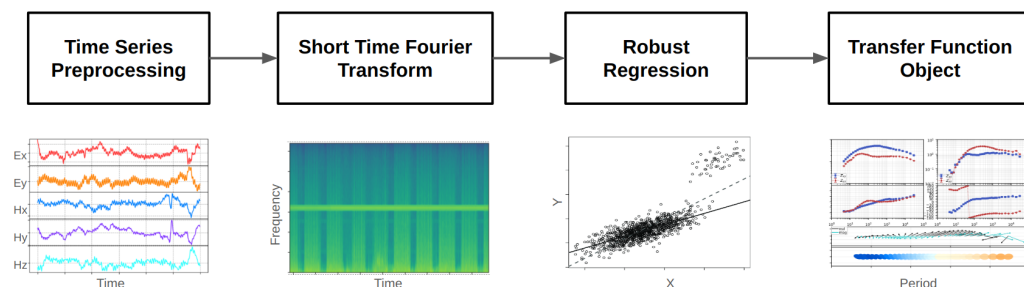 Time Series
Preprocessing
Short Time Fourier
Transform
Robust
Regression
Transfer Function
Object
Ex
Ey
Hx
Hy
Hz
Time
Frequency
Time
Y
X
Period